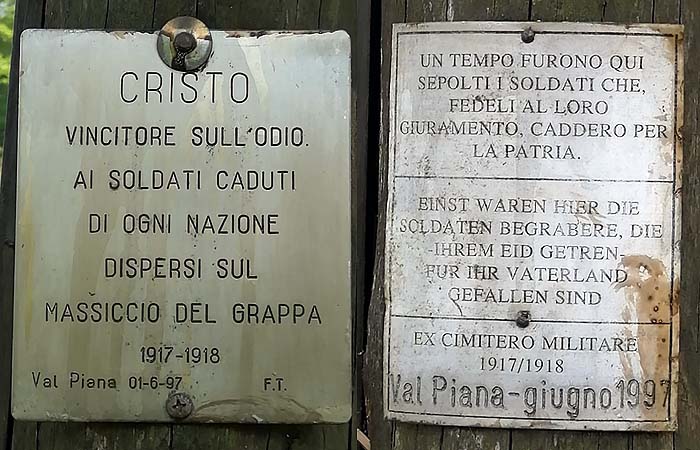 CRISTO
VINCITORE SULL'ODIO.
AI SOLDATI CADUTI
DI OGNI NAZIONE
DISPERSI SUL
MASSICCIO DEL GRAPPA
1917-1918
Val Piana 01-6-97 F.T.
UN TEMPO FURONO QUI
SEPOLTI I SOLDATI CHE,
FEDELI AL LORO
GIURAMENTO, CADDERO PER
LA PATRIA.
EINST WAREN HIER DIE
SOLDATEN BEGRABERE, DIE
-IHREM EID GETREN-
FUR IHR VATERLAND
GEFALLEN SIND
EX CIMITERO MILITARE
1917/1918
Val Piana-giugno 1997